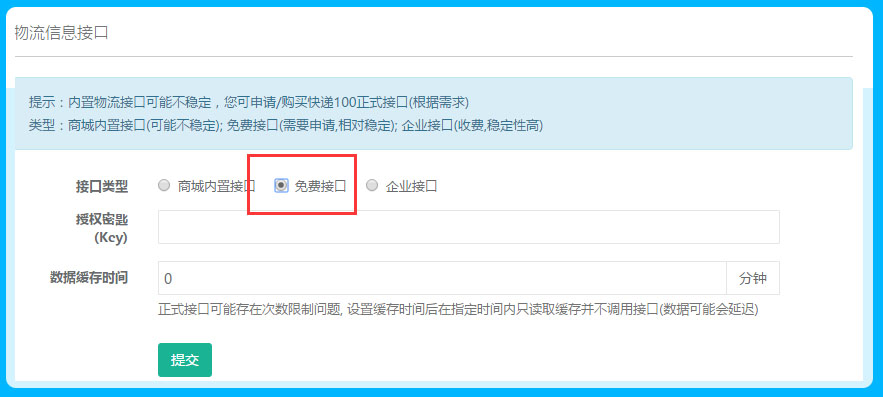 物流信息接口
提示：内置物流接口可能不稳定，您可申请/购买快递100正式接口(根据需求)
类型：商城内置接口(可能不稳定); 免费接口(需要申请,相对稳定); 企业接口(收费,稳定性高)
接口类型 商城内置接口 免费接口 企业接口
授权密匙
(Key)
数据缓存时间 0 分钟
正式接口可能存在次数限制问题, 设置缓存时间后在指定时间内只读取缓存并不调用接口(数据可能会延迟)
提交